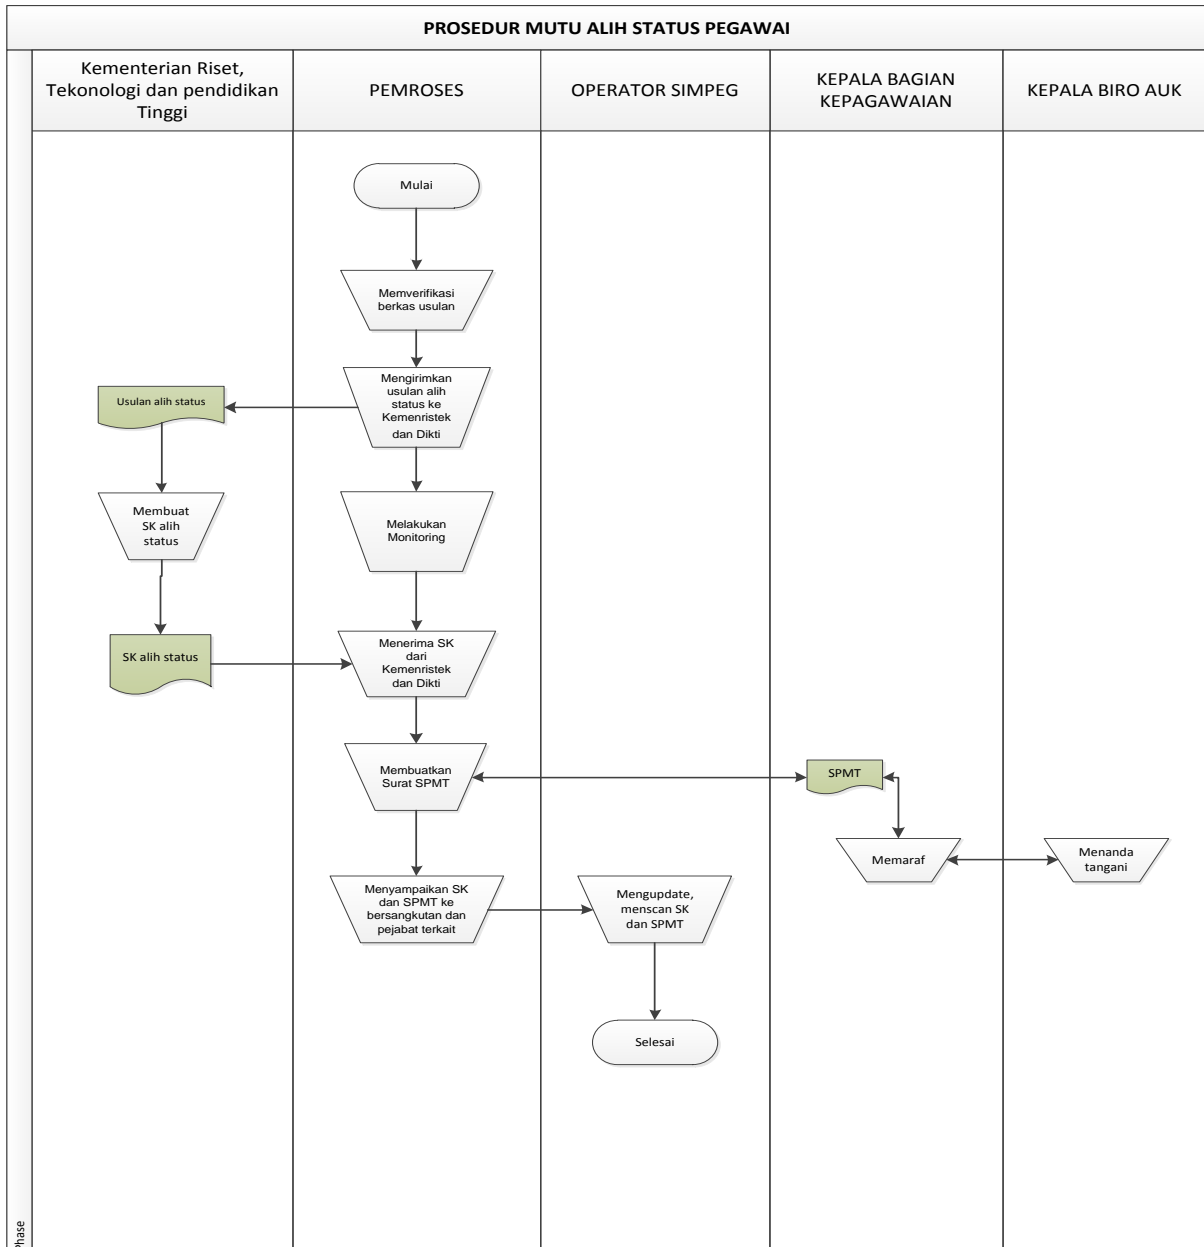 PROSEDUR MUTU ALIH STATUS PEGAWAI
Kementerian Riset,
Tekonologi dan pendidikan
Tinggi
PEMROSES
OPERATOR SIMPEG
KEPALA BAGIAN
KEPAGAWAIAN
KEPALA BIRO AUK
Mulai
Memverifikasi
berkas usulan
Mengirimkan
usulan alih
status ke
Kemenristek
dan Dikti
Usulan alih status
Membuat
SK alih
status
Melakukan
Monitoring
SK alih status
Menerima SK
dari
Kemenristek
dan Dikti
Membuatkan
Surat SPMT
SPMT
Memaraf
Menanda
tangani
Menyampaikan SK
dan SPMT ke
bersangkutan dan
pejabat terkait
Mengupdate,
menscan SK
dan SPMT
Selesai
Phase